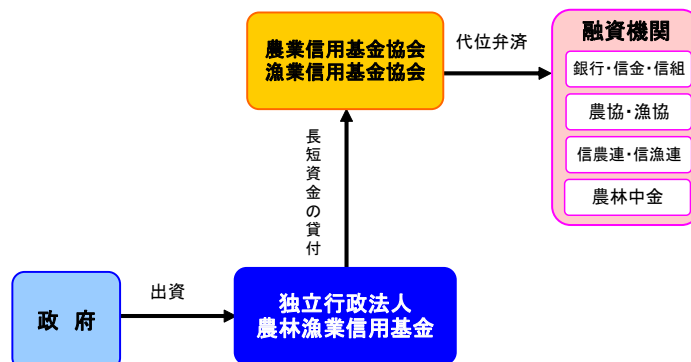 農業信用基金協会
漁業信用基金協会
代位弁済
融資機関
銀行・信金・信組
農協・漁協
信農連・信漁連
農林中金
長短資金の貸付
政 府
出資
独立行政法人
農林漁業信用基金